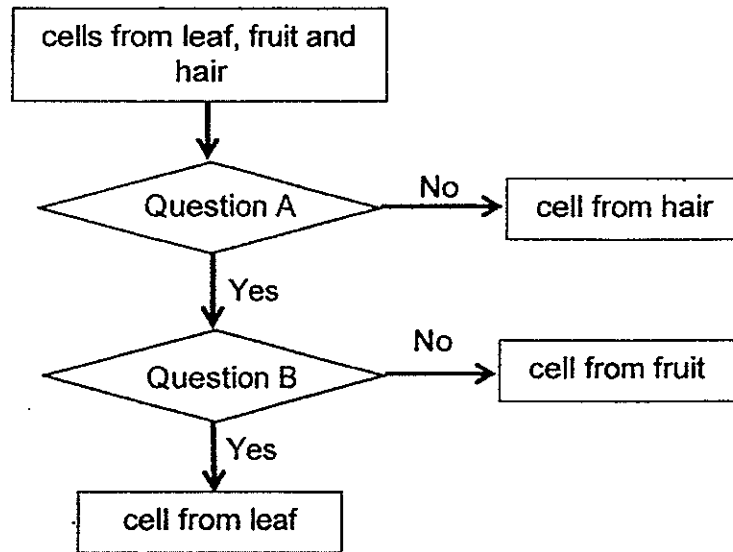 cells from leaf, fruit and
hair
Question A
No
cell from hair
Yes
Question B
No
cell from fruit
Yes
cell from leaf